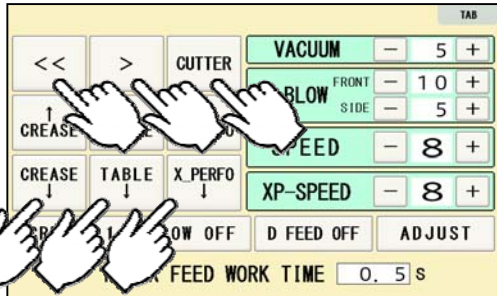 TAB
<< > CUTTER VACUUM − 5 +
BLOW FRONT − 10 +
SIDE − 5 +
↑
CREASE
SPEED − 8 +
CREASE ↓ TABLE ↓ X_PERFO ↓ XP-SPEED − 8 +
OFF D FEED OFF ADJUST
FEED WORK TIME 0. 5 S